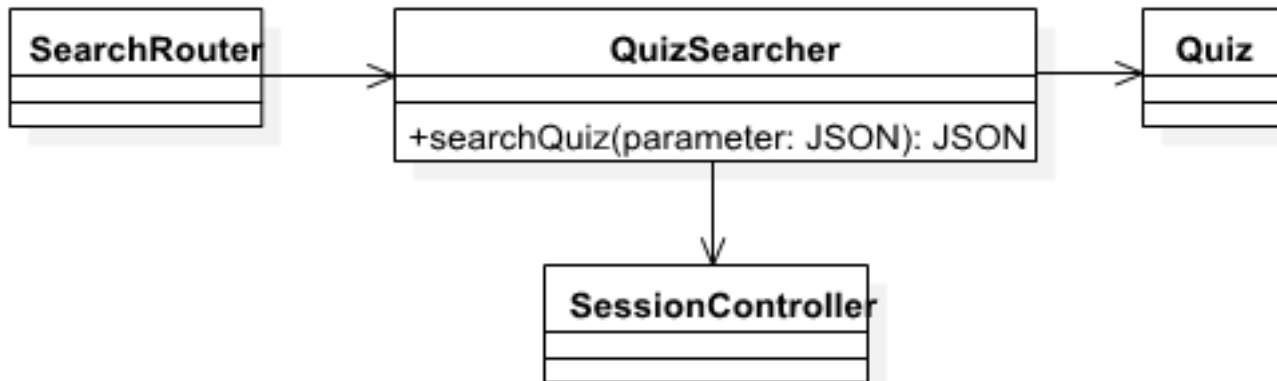 SearchRouter
QuizSearcher
Quiz
+searchQuiz(parameter: JSON): JSON
SessionController